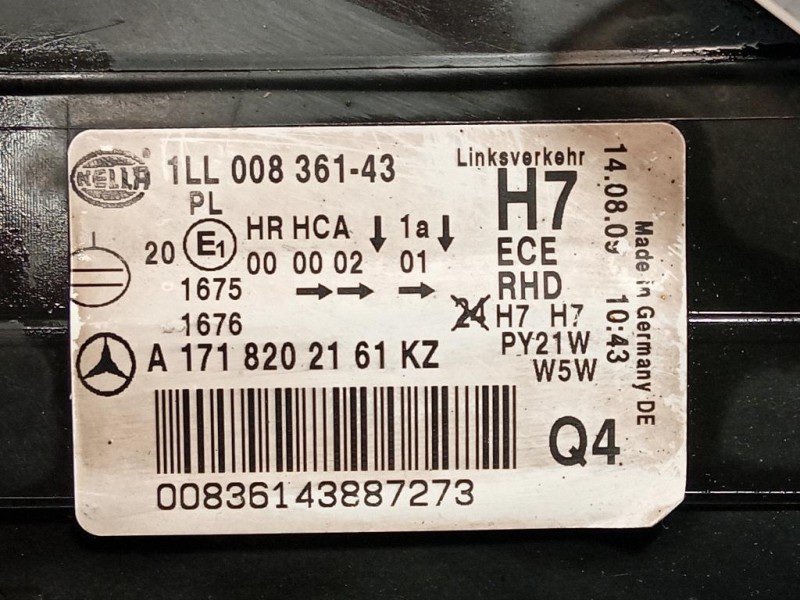 HELLA 1LL 008 361-43
Linksverkehr
PL
H7
HR HCA ↓ 1a ↓
20 E1
ECE
00 00 02 01
1675 →→ →
RHD
1676
24 H7 H7
A 171 820 21 61 KZ
PY21W
W5W
Q4
00836143887273
14.08.09 10:43
Made in Germany DE